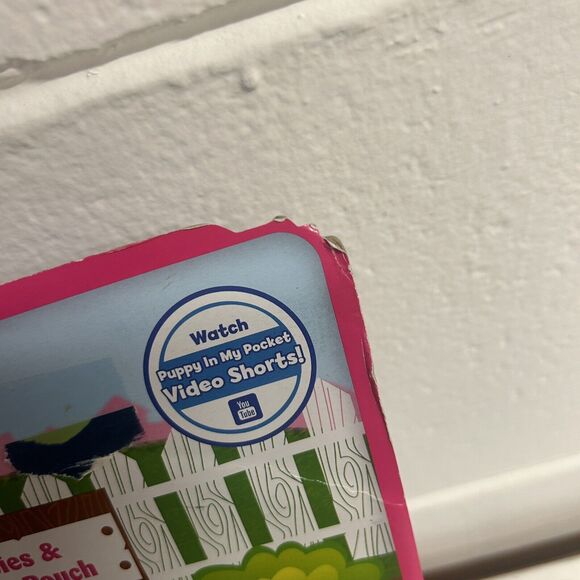 Watch
Puppy In My Pocket
Video Shorts!
You
Tube
ies &
Pouch